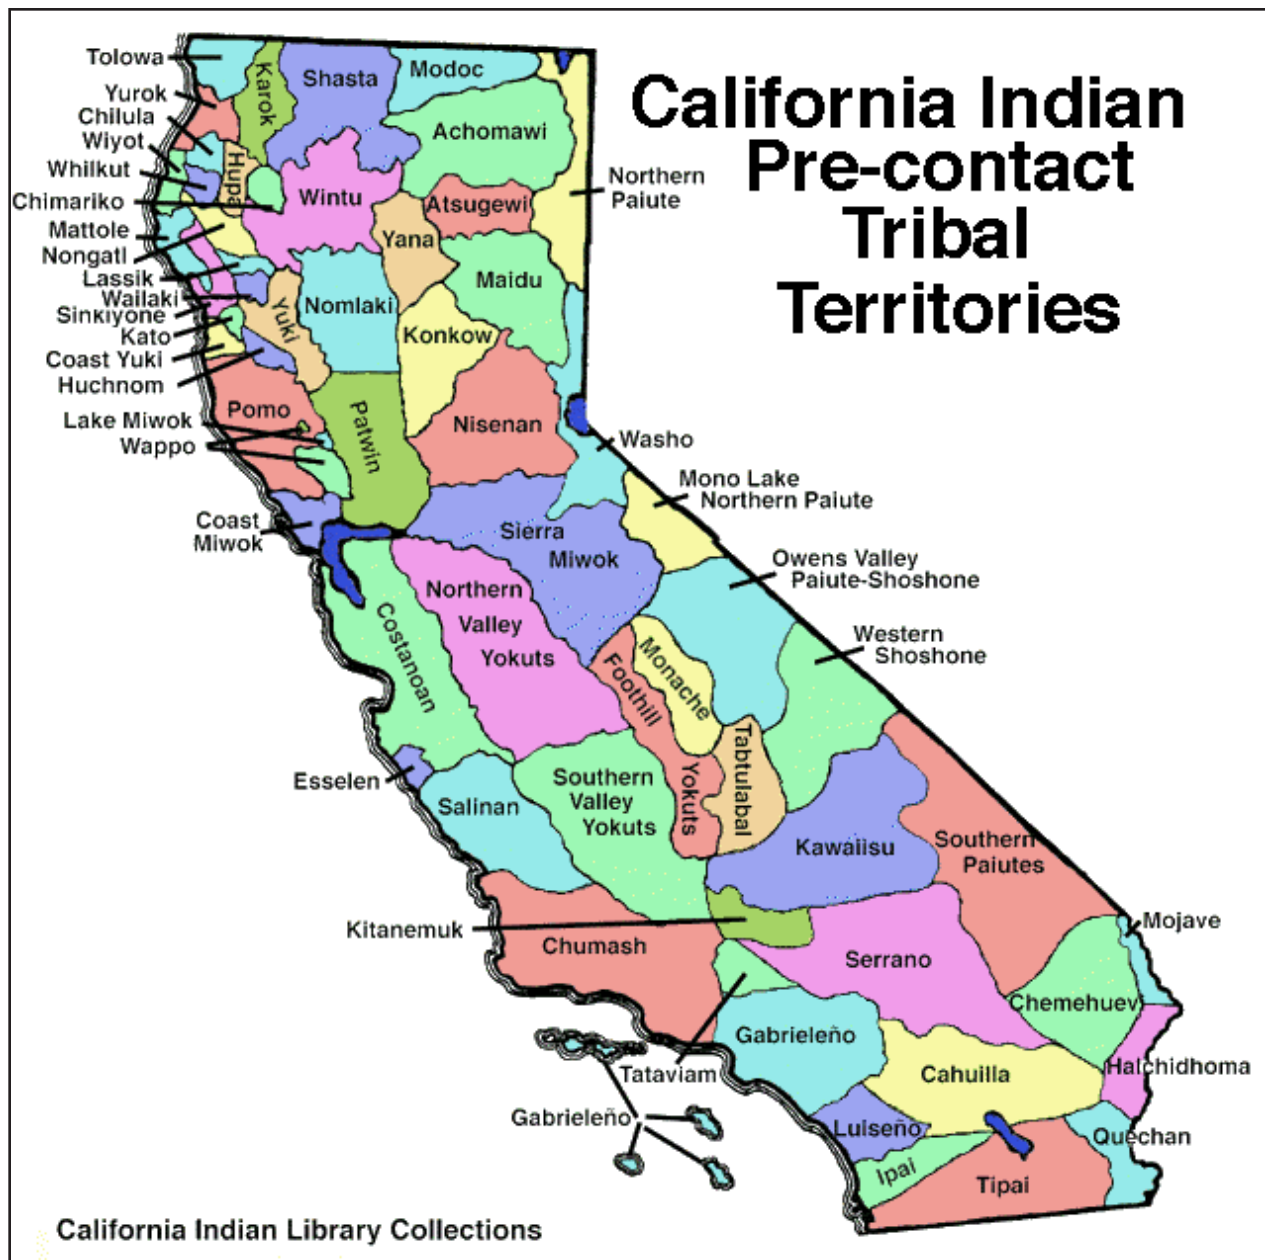 California Indian
Pre-contact
Tribal
Territories
Tolowa
Yurok
Chilula
Wiyot
Whilkut
Chimariko
Mattole
Nongatl
Lassik
Wailaki
Sinkiyone
Kato
Coast Yuki
Huchnom
Lake Miwok
Wappo
Coast
Miwok
Karok
Shasta
Modoc
Achomawi
Hupa
Wintu
Atsugewi
Northern
Paiute
Yana
Maidu
Yuki
Nomlaki
Konkow
Pomo
Patwin
Nisenan
Washo
Mono Lake
Northern Paiute
Sierra
Miwok
Owens Valley
Paiute-Shoshone
Northern
Valley
Yokuts
Costanoan
Western
Shoshone
Monache
Foothill
Yokuts
Tabtulabal
Esselen
Salinan
Southern
Valley
Yokuts
Kawaiisu
Southern
Paiutes
Kitanemuk
Chumash
Serrano
Mojave
Chemehuevi
Gabrieleño
Tataviam
Cahuilla
Halchidhoma
Gabrieleño
Luiseño
Quechan
Ipai
Tipai
California Indian Library Collections